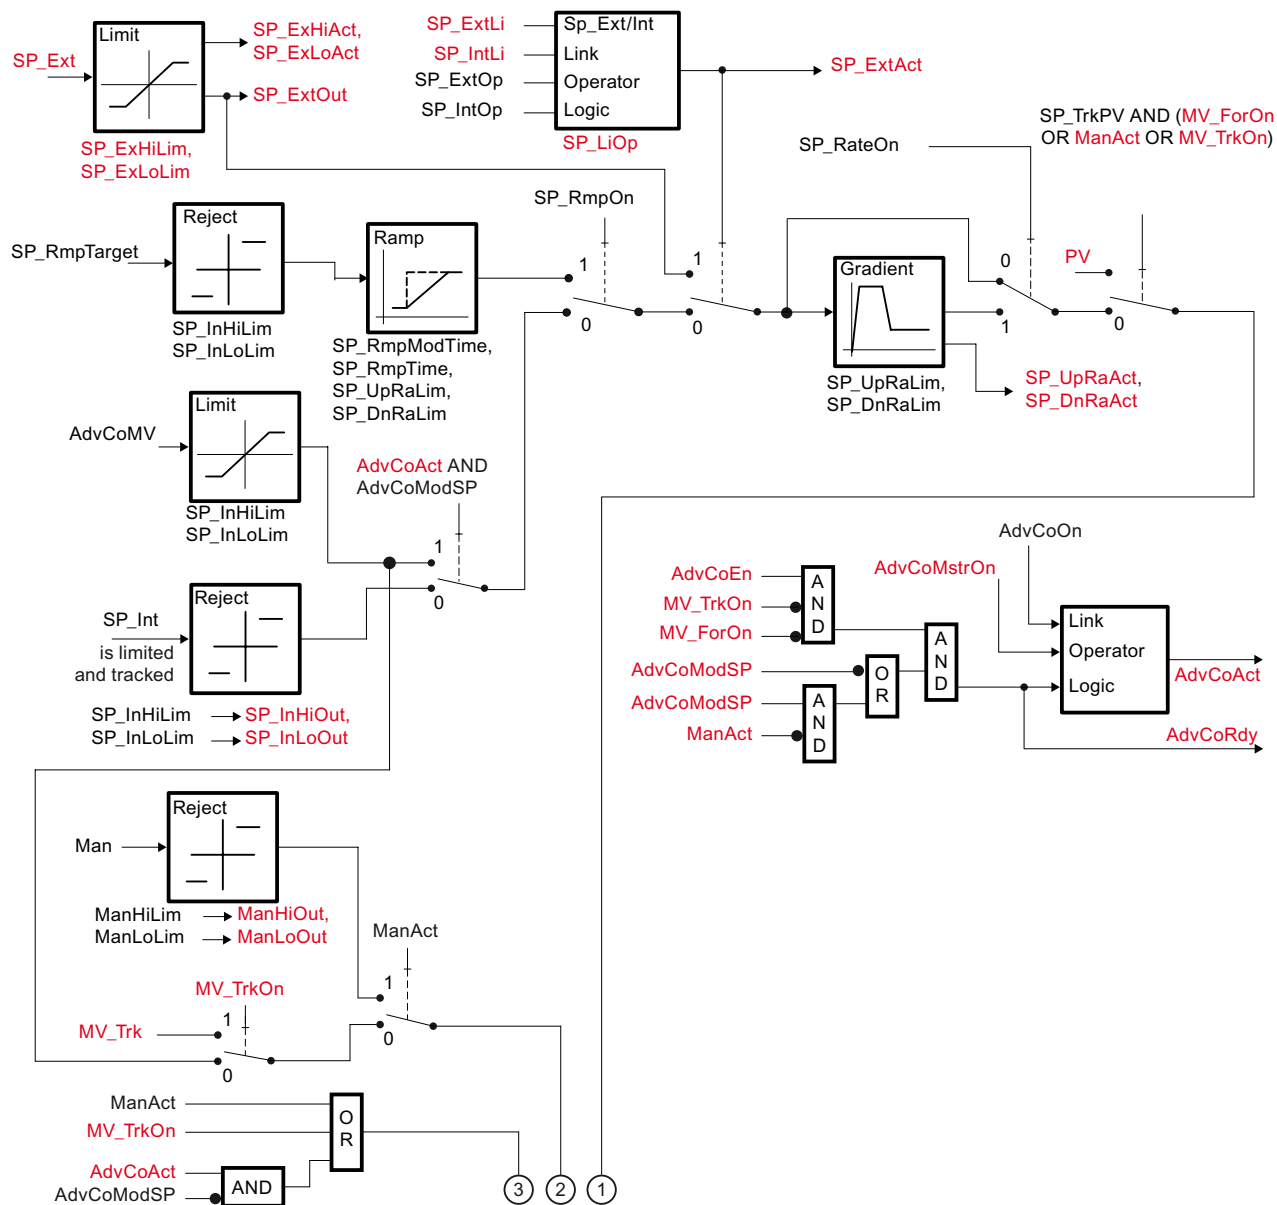 Limit
SP_Ext
SP_ExHiAct,
SP_ExLoAct
SP_ExtOut
SP_ExHiLim,
SP_ExLoLim
SP_ExtLi
SP_IntLi
SP_ExtOp
SP_IntOp
Sp_Ext/Int
Link
Operator
Logic
SP_LiOp
SP_ExtAct
SP_TrkPV AND (MV_ForOn
OR ManAct OR MV_TrkOn)
SP_RateOn
SP_RmpOn
SP_RmpTarget
Reject
SP_InHiLim
SP_InLoLim
Ramp
SP_RmpModTime,
SP_RmpTime,
SP_UpRaLim,
SP_DnRaLim
1
0
1
0
Gradient
SP_UpRaLim,
SP_DnRaLim
0
1
PV
0
SP_UpRaAct,
SP_DnRaAct
AdvCoMV
Limit
SP_InHiLim
SP_InLoLim
AdvCoAct AND
AdvCoModSP
1
0
SP_Int
is limited
and tracked
Reject
SP_InHiLim
SP_InHiOut,
SP_InLoLim
SP_InLoOut
AdvCoOn
AdvCoMstrOn
AdvCoEn
MV_TrkOn
MV_ForOn
AND
AdvCoModSP
AdvCoModSP
ManAct
AND
OR
AND
Link
Operator
Logic
AdvCoAct
AdvCoRdy
Man
Reject
ManHiLim
ManHiOut,
ManLoLim
ManLoOut
ManAct
1
0
MV_TrkOn
MV_Trk
1
0
ManAct
MV_TrkOn
AdvCoAct
AdvCoModSP
AND
OR
3
2
1